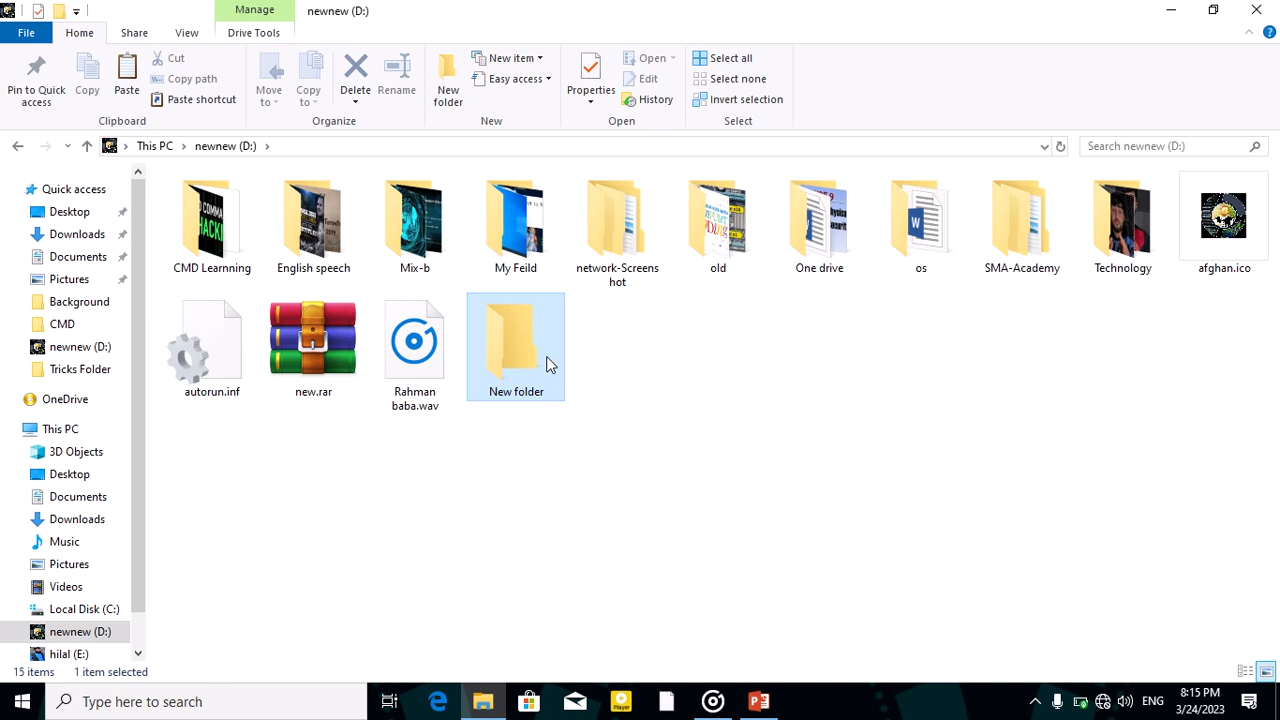 Manage
newnew (D:)
File
Home
Share
View
Drive Tools
Pin to Quick
access
Copy
Paste
Cut
Copy path
Paste shortcut
Clipboard
Move
to
Copy
to
Delete
Rename
Organize
New
folder
New item
Easy access
New
Properties
Open
Edit
History
Open
Select all
Select none
Invert selection
Select
This PC
newnew (D:)
Search newnew (D:)
Quick access
Desktop
Downloads
Documents
Pictures
Background
CMD
newnew (D:)
Tricks Folder
OneDrive
This PC
3D Objects
Desktop
Documents
Downloads
Music
Pictures
Videos
Local Disk (C:)
newnew (D:)
hilal (E:)
CMD Learnning
English speech
Mix-b
My Feild
network-Screens
hot
old
One drive
os
SMA-Academy
Technology
afghan.ico
autorun.inf
new.rar
Rahman
baba.wav
New folder
15 items
1 item selected
Type here to search
ENG
8:15 PM
3/24/2023